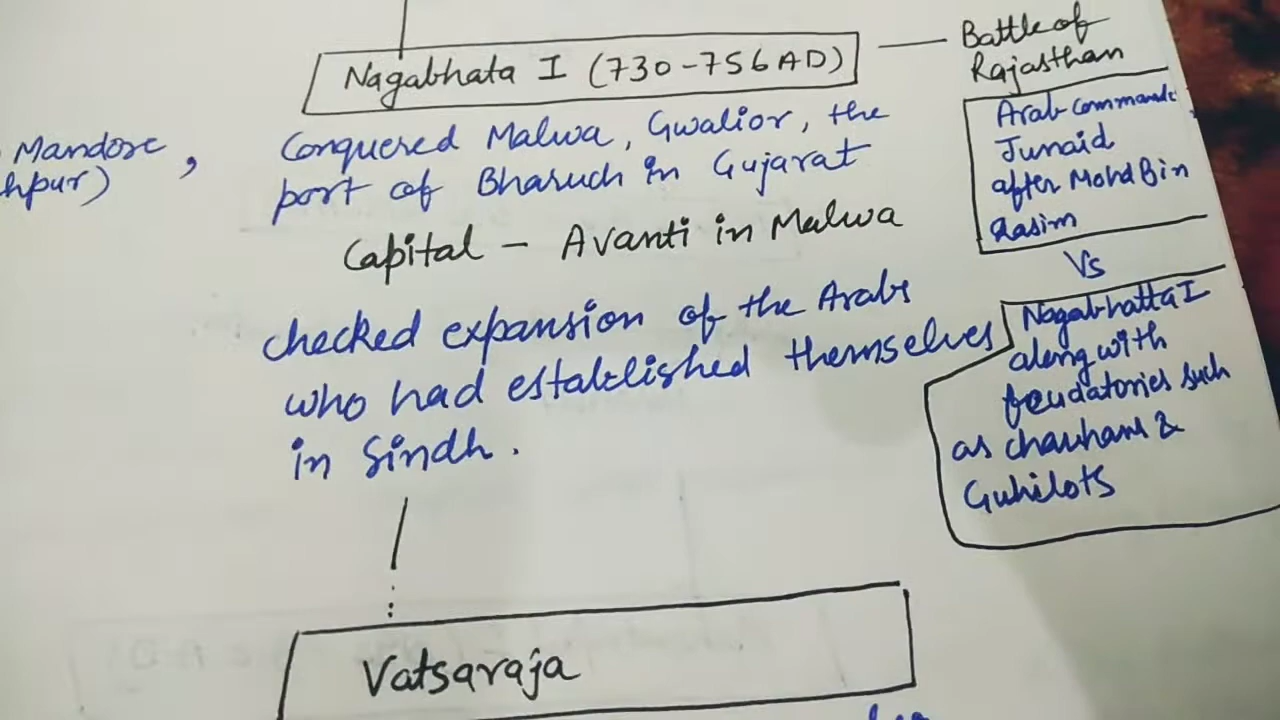 Nagabhata I (730-756AD)
Battle of
Rajasthan
Mandore,
hpur)
Conquered Malwa, Gwalior, the
port of Bharuch in Gujarat
Capital - Avanti in Malwa
checked expansion of the Arabs
who had established themselves
in Sindh.
Arab commande
Junaid
after Mohd Bin
Qasim
Vs
Nagabhatta I
along with
feudatories such
as chauhans &
Guhilots
Vatsaraja